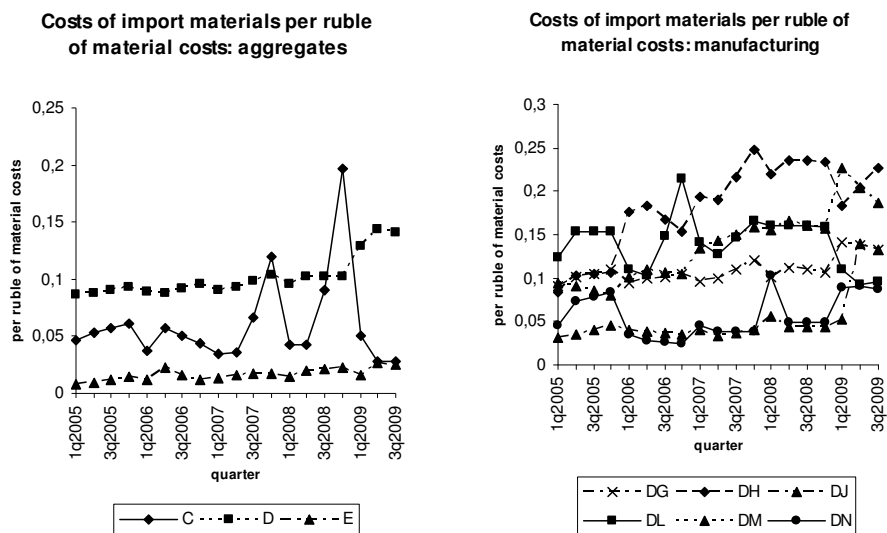 Costs of import materials per ruble
of material costs: aggregates
0,25
0,2
0,15
0,1
0,05
0
per ruble of material costs
1q2005
3q2005
1q2006
3q2006
1q2007
3q2007
1q2008
3q2008
1q2009
3q2009
quarter
C
D
E
Costs of import materials per ruble of
material costs: manufacturing
0,3
0,25
0,2
0,15
0,1
0,05
0
per ruble of material costs
1q2005
3q2005
1q2006
3q2006
1q2007
3q2007
1q2008
3q2008
1q2009
3q2009
quarter
DG
DH
DJ
DL
DM
DN